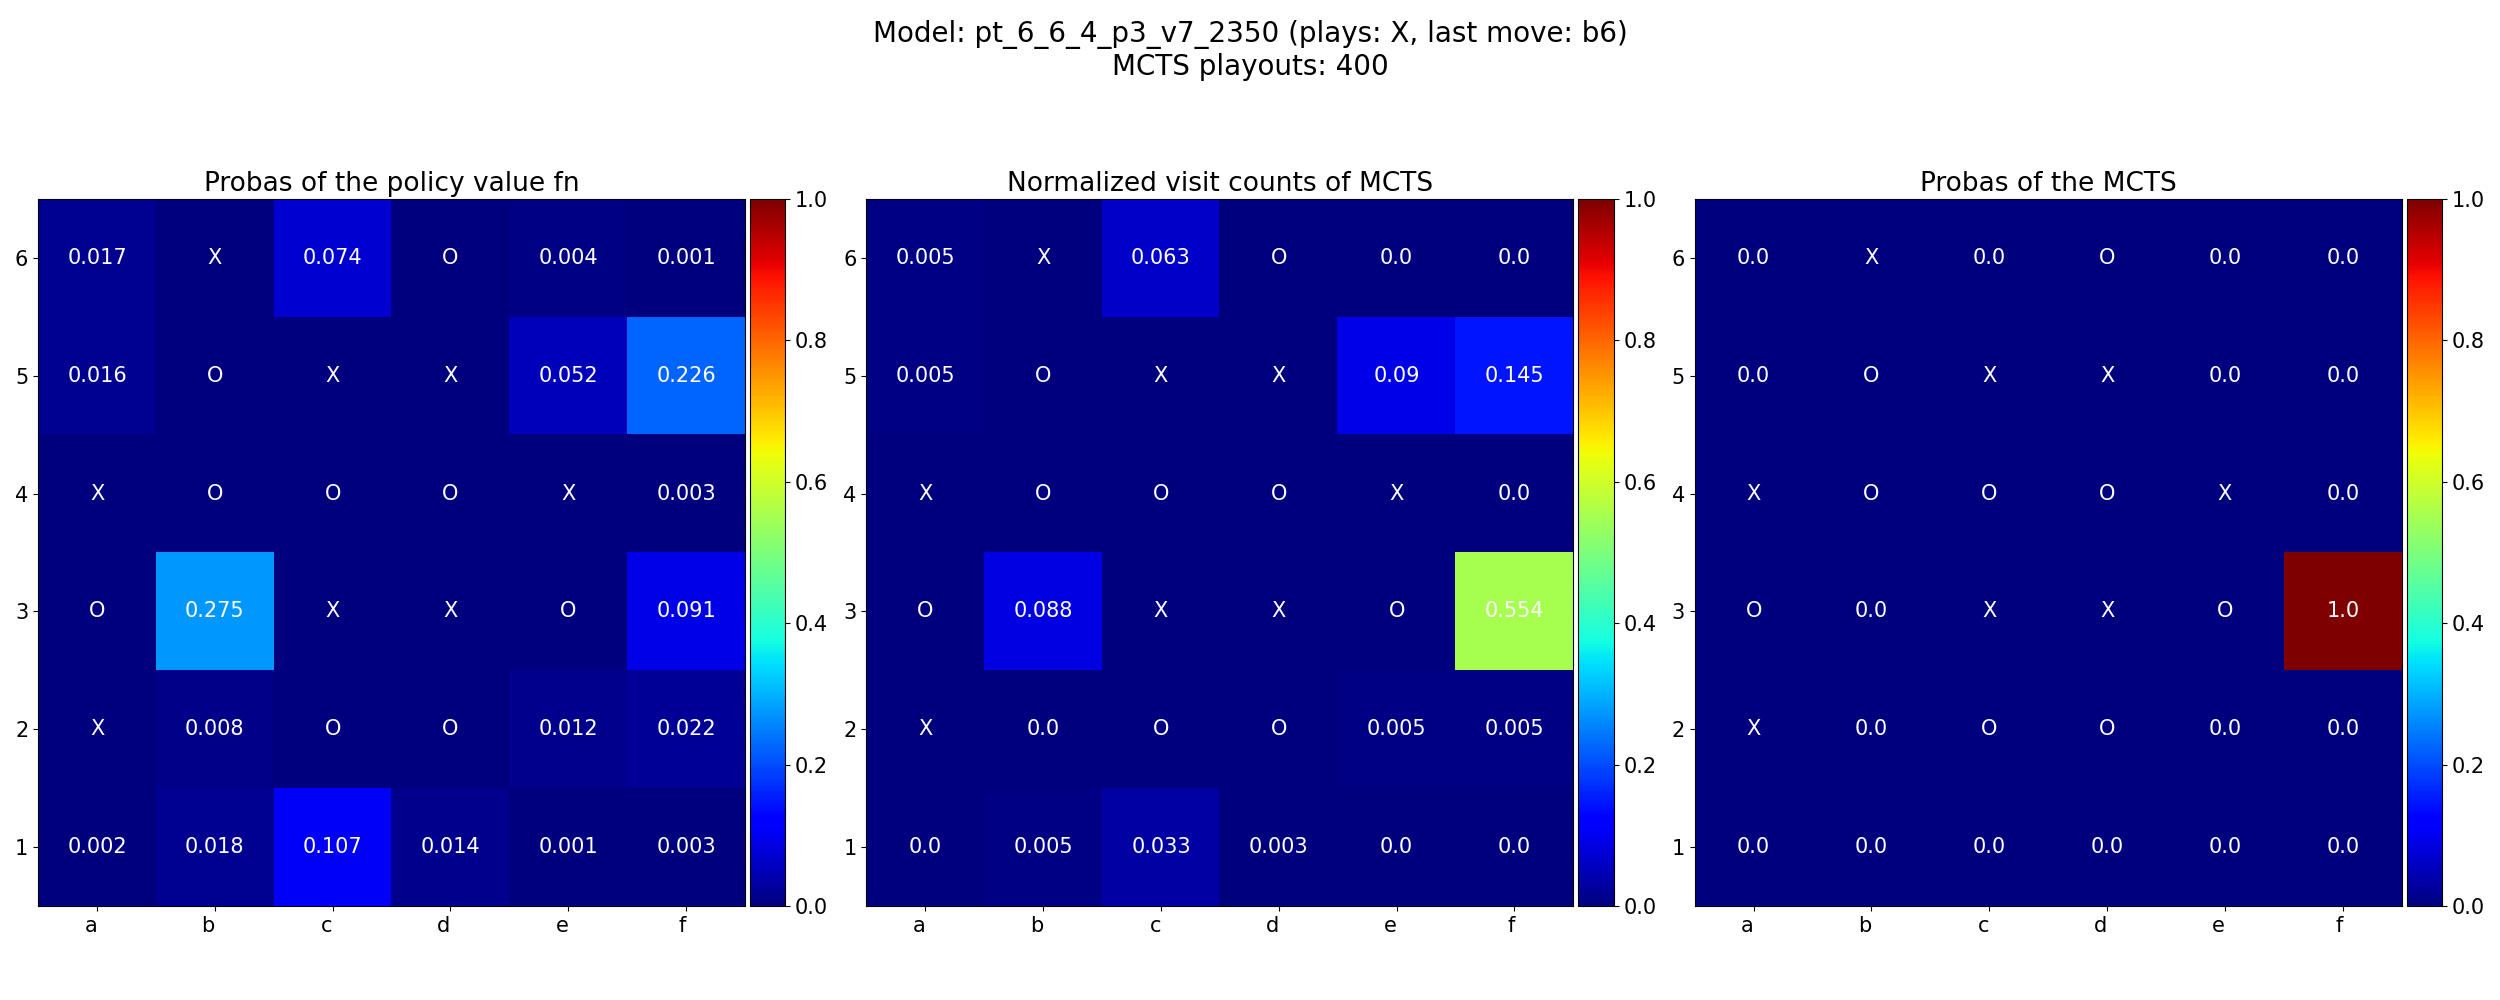 Model: pt_6_6_4_p3_v7_2350 (plays: X, last move: b6)
MCTS playouts: 400
Probas of the policy value fn
6 0.017 X 0.074 O 0.004 0.001
5 0.016 O X X 0.052 0.226
4 X O O O X 0.003
3 O 0.275 X X O 0.091
2 X 0.008 O O 0.012 0.022
1 0.002 0.018 0.107 0.014 0.001 0.003
a b c d e f
1.0
0.8
0.6
0.4
0.2
0.0
Normalized visit counts of MCTS
6 0.005 X 0.063 O 0.0 0.0
5 0.005 O X X 0.09 0.145
4 X O O O X 0.0
3 O 0.088 X X O 0.554
2 X 0.0 O O 0.005 0.005
1 0.0 0.005 0.033 0.003 0.0 0.0
a b c d e f
1.0
0.8
0.6
0.4
0.2
0.0
Probas of the MCTS
6 0.0 X 0.0 O 0.0 0.0
5 0.0 O X X 0.0 0.0
4 X O O O X 0.0
3 O 0.0 X X O 1.0
2 X 0.0 O O 0.0 0.0
1 0.0 0.0 0.0 0.0 0.0 0.0
a b c d e f
1.0
0.8
0.6
0.4
0.2
0.0